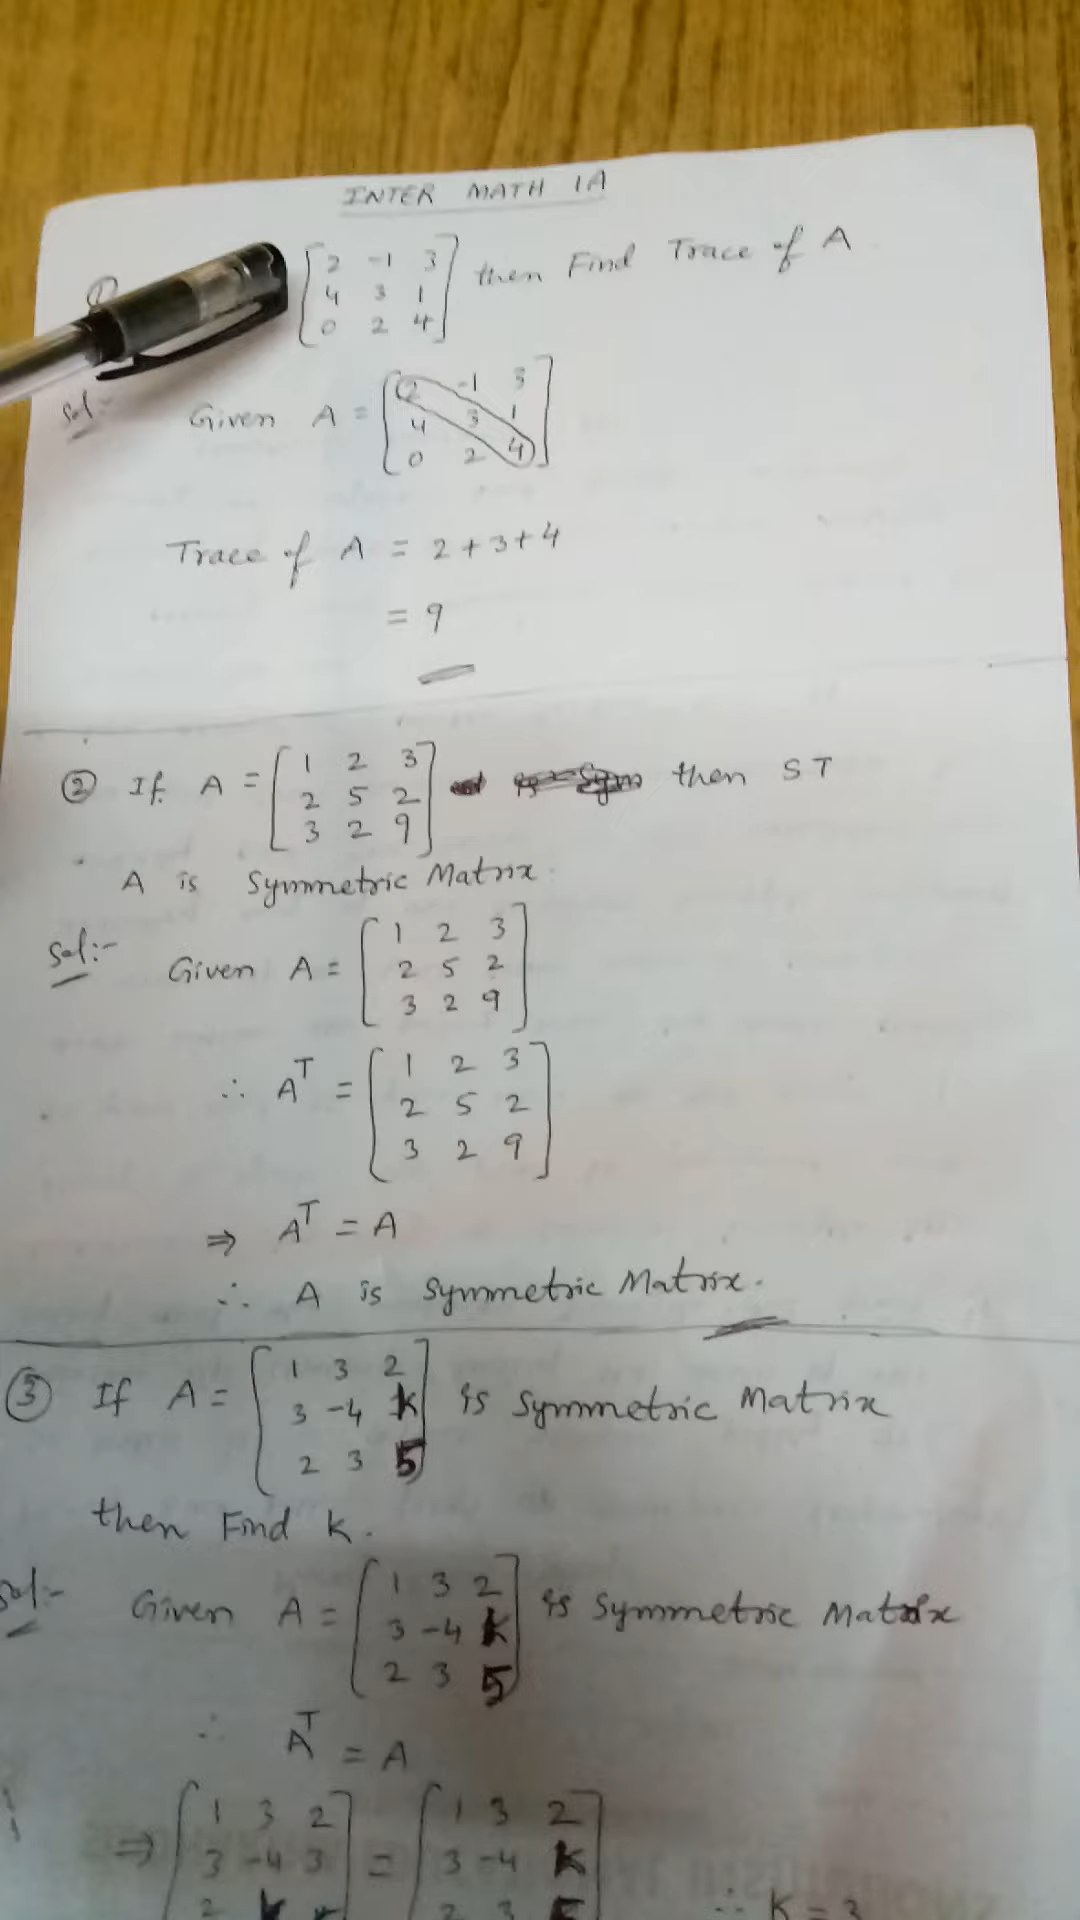 INTER MATH 1A
① [2 -1 3 then Find Trace of A
4 3 1
0 2 4]
Sol:-
Given A = [2 -1 3
4 3 1
0 2 4]
Trace of A = 2+3+4
= 9
② If A = [1 2 3 then ST
2 5 2
3 2 9]
A is Symmetric Matrix.
Sol:-
Given A = [1 2 3
2 5 2
3 2 9]
∴ A^T = [1 2 3
2 5 2
3 2 9]
⇒ A^T = A
∴ A is Symmetric Matrix.
③ If A = [1 3 2
3 -4 k
2 3 5] is Symmetric Matrix
then Find k.
Sol:- Given A = [1 3 2
3 -4 k
2 3 5] is Symmetric Matrix
∴ A^T = A
⇒ [1 3 2
3 -4 3
2 k] = [1 3 2
3 -4 k
2 3 5]
∴ k = 3